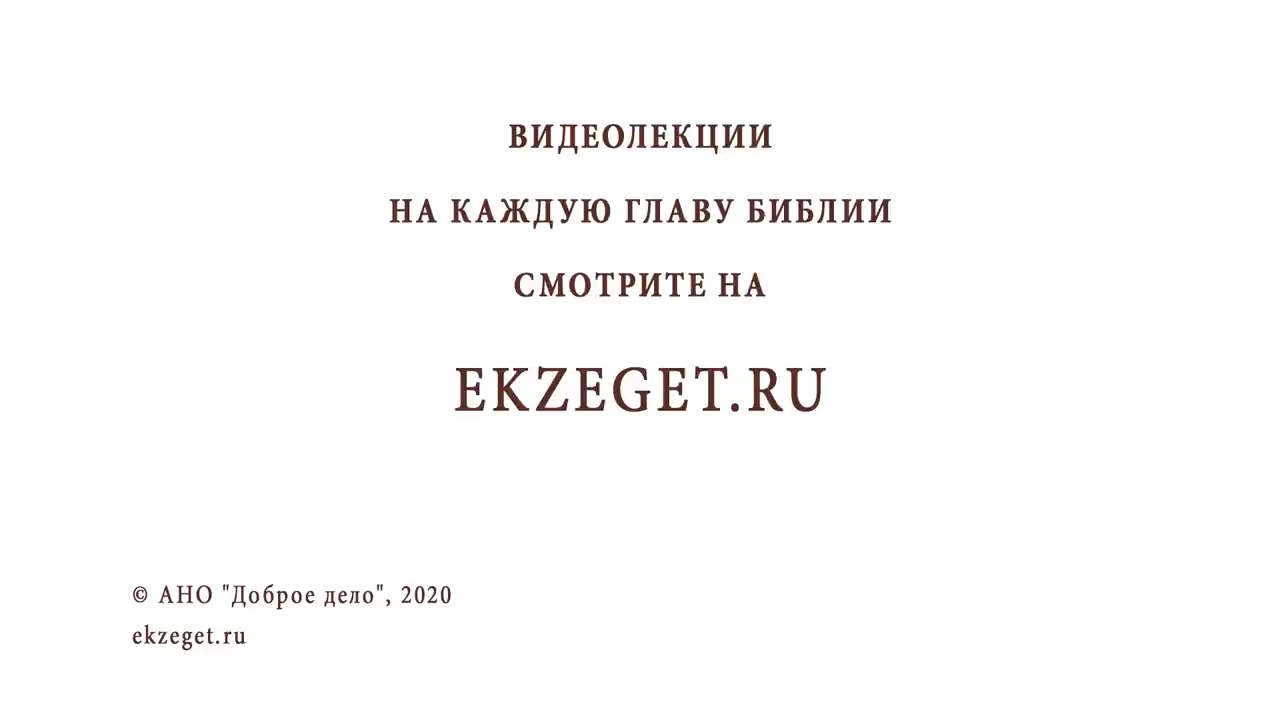 ВИДЕОЛЕКЦИИ
НА КАЖДУЮ ГЛАВУ БИБЛИИ
СМОТРИТЕ НА
EKZEGET.RU
© АНО "Доброе дело", 2020
ekzeget.ru